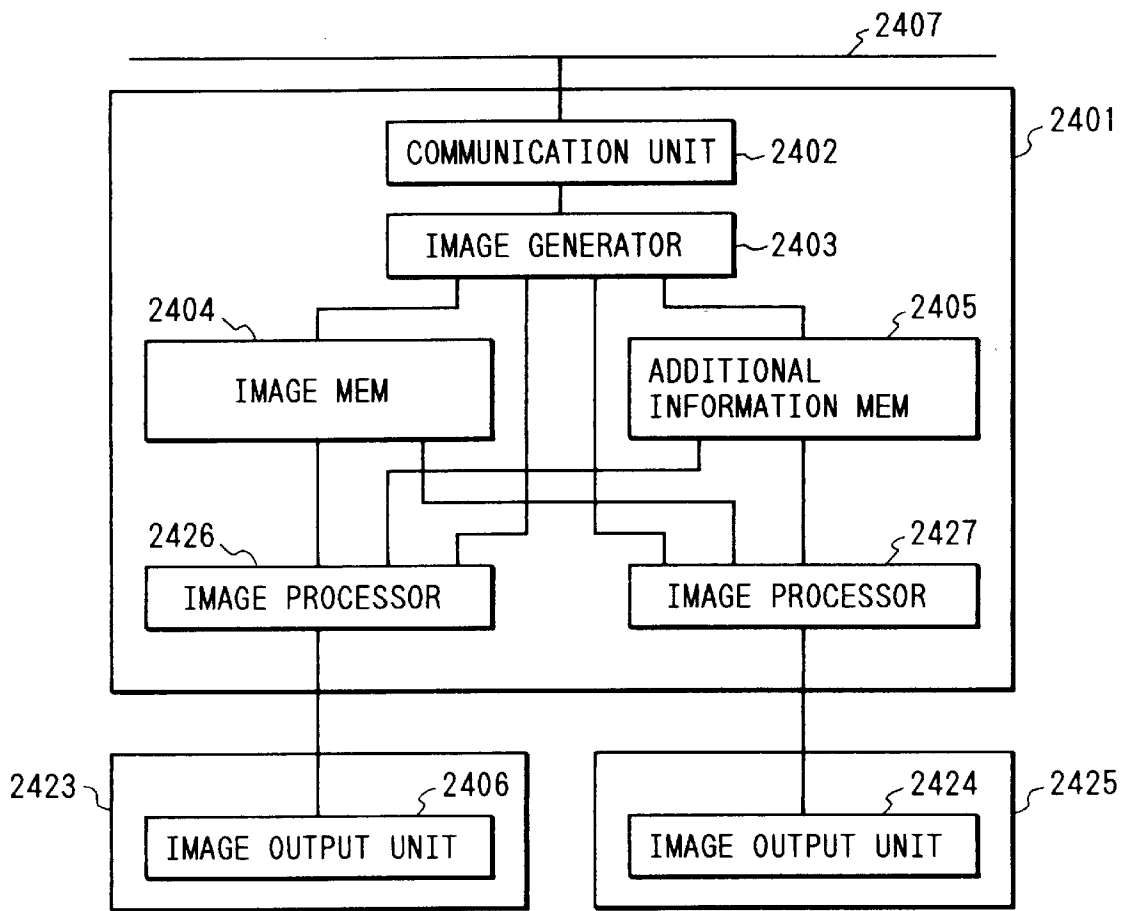 2407
2401
COMMUNICATION UNIT
2402
IMAGE GENERATOR
2403
2404
2405
IMAGE MEM
ADDITIONAL
INFORMATION MEM
2426
2427
IMAGE PROCESSOR
IMAGE PROCESSOR
2423
2406
2424
2425
IMAGE OUTPUT UNIT
IMAGE OUTPUT UNIT